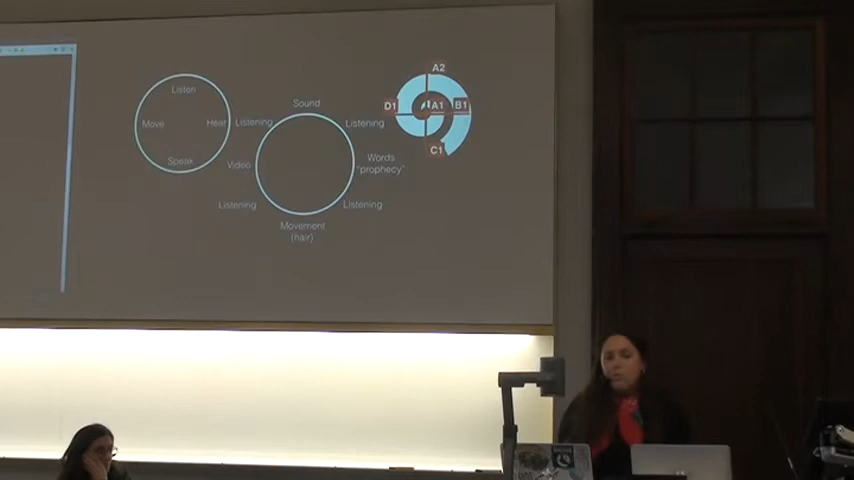 Listen
Move
Hear
Speak
Sound
Listening
Listening
Video
Words
"prophecy"
Listening
Listening
Movement
(hair)
A2
D1
A1
B1
C1